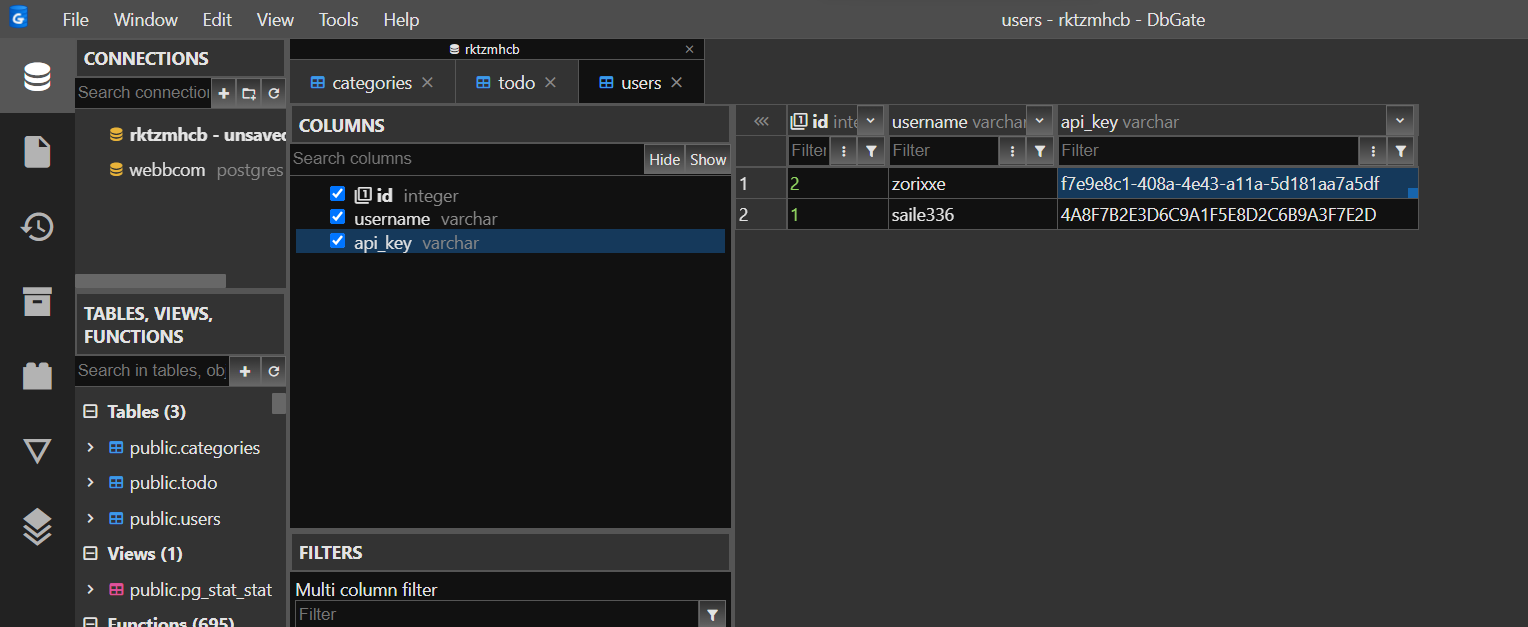 File Window Edit View Tools Help
users - rktzmhcb - DbGate
CONNECTIONS
Search connectio
rktzmhcb - unsaved
webbcom postgres
TABLES, VIEWS,
FUNCTIONS
Search in tables, ob
Tables (3)
public.categories
public.todo
public.users
Views (1)
public.pg_stat_stat
Functions (695)
rktzmhcb
categories
todo
users
COLUMNS
Search columns
Hide Show
id integer
username varchar
api_key varchar
FILTERS
Multi column filter
Filter
id inte username varchar api_key varchar
Filter Filter Filter
1 2 zorixxe f7e9e8c1-408a-4e43-a11a-5d181aa7a5df
2 1 saile336 4A8F7B2E3D6C9A1F5E8D2C6B9A3F7E2D